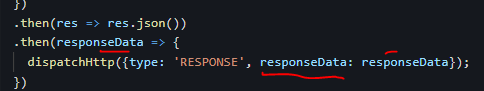 })
.then(res => res.json())
.then(responseData => {
dispatchHttp({type: 'RESPONSE', responseData: responseData});
})